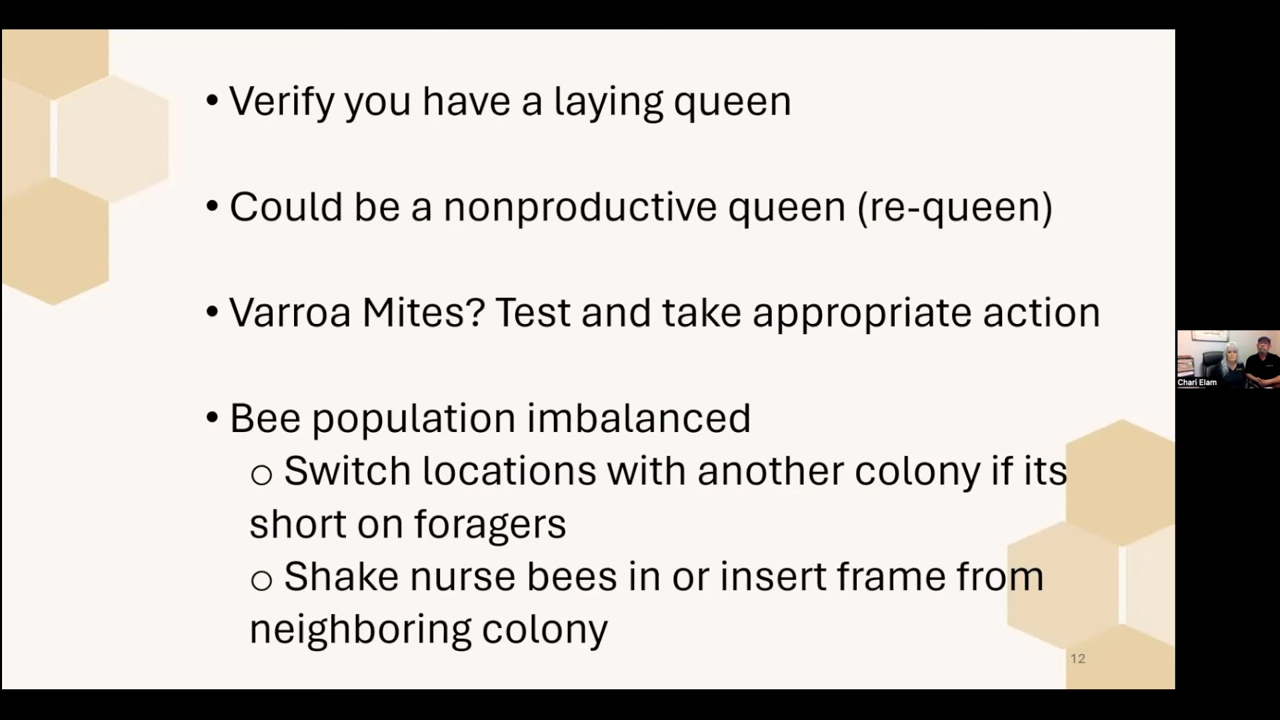 • Verify you have a laying queen
• Could be a nonproductive queen (re-queen)
• Varroa Mites? Test and take appropriate action
• Bee population imbalanced
o Switch locations with another colony if its
short on foragers
o Shake nurse bees in or insert frame from
neighboring colony
12
Chari Elam